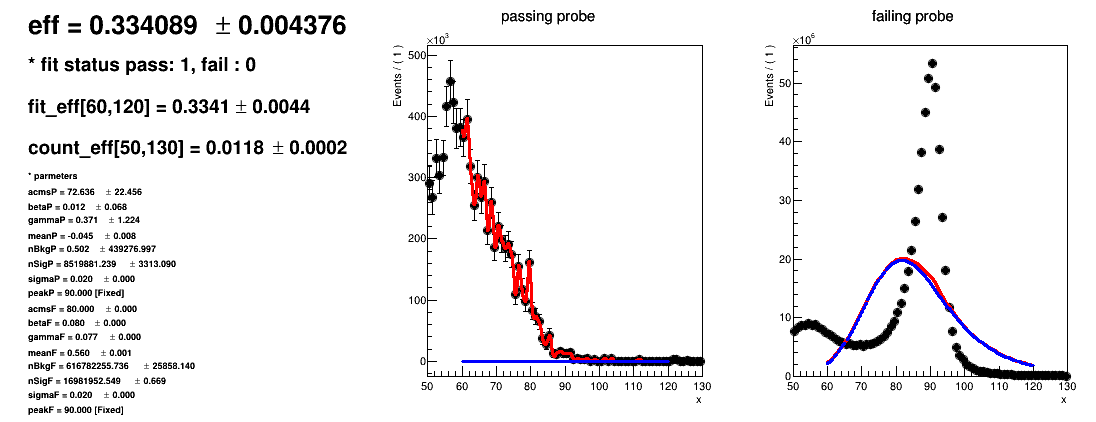 eff = 0.334089 ± 0.004376
* fit status pass: 1, fail : 0
fit_eff[60,120] = 0.3341 ± 0.0044
count_eff[50,130] = 0.0118 ± 0.0002
* parmeters
acmsP = 72.636 ± 22.456
betaP = 0.012 ± 0.068
gammaP = 0.371 ± 1.224
meanP = -0.045 ± 0.008
nBkgP = 0.502 ± 439276.997
nSigP = 8519881.239 ± 3313.090
sigmaP = 0.020 ± 0.000
peakP = 90.000 [Fixed]
acmsF = 80.000 ± 0.000
betaF = 0.080 ± 0.000
gammaF = 0.077 ± 0.000
meanF = 0.560 ± 0.001
nBkgF = 616782255.736 ± 25858.140
nSigF = 16981952.549 ± 0.669
sigmaF = 0.020 ± 0.000
peakF = 90.000 [Fixed]
passing probe
×10³
Events / ( 1 )
500
400
300
200
100
0
50 60 70 80 90 100 110 120 130
x
failing probe
×10⁶
Events / ( 1 )
50
40
30
20
10
0
50 60 70 80 90 100 110 120 130
x